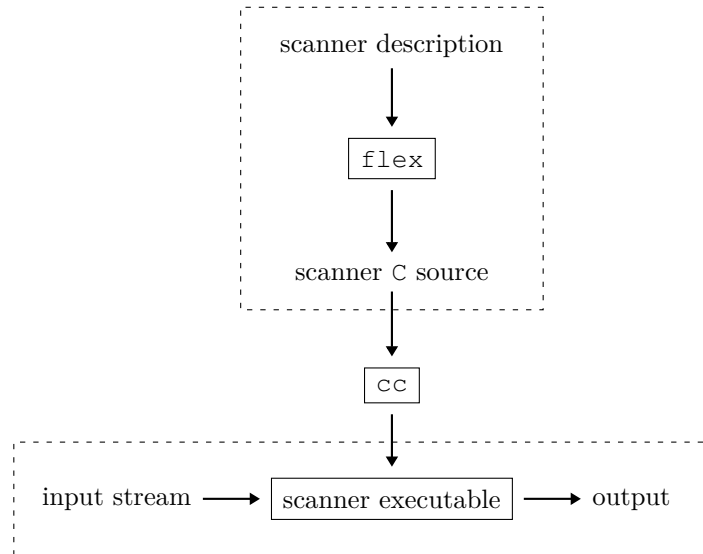 scanner description
flex
scanner C source
cc
input stream scanner executable output